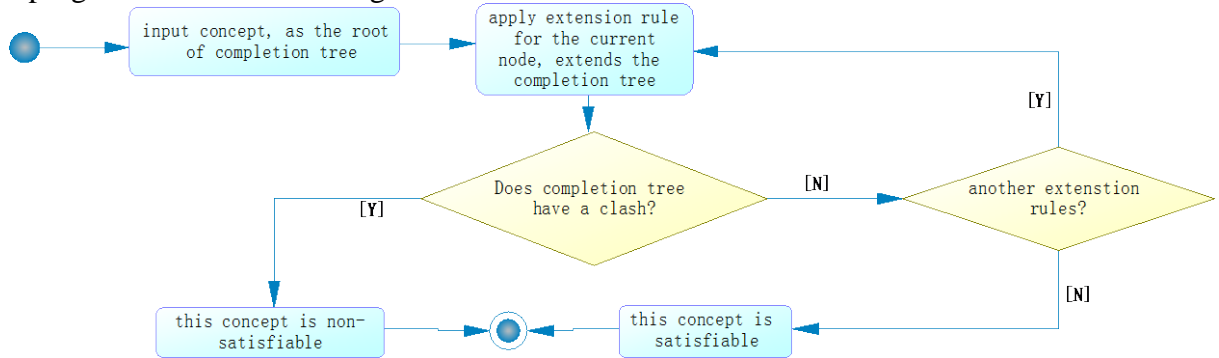 input concept, as the root
of completion tree
apply extension rule
for the current
node, extends the
completion tree
[Y]
Does completion tree
have a clash?
[N]
another extenstion
rules?
[Y]
[N]
this concept is non-
satisfiable
this concept is
satisfiable